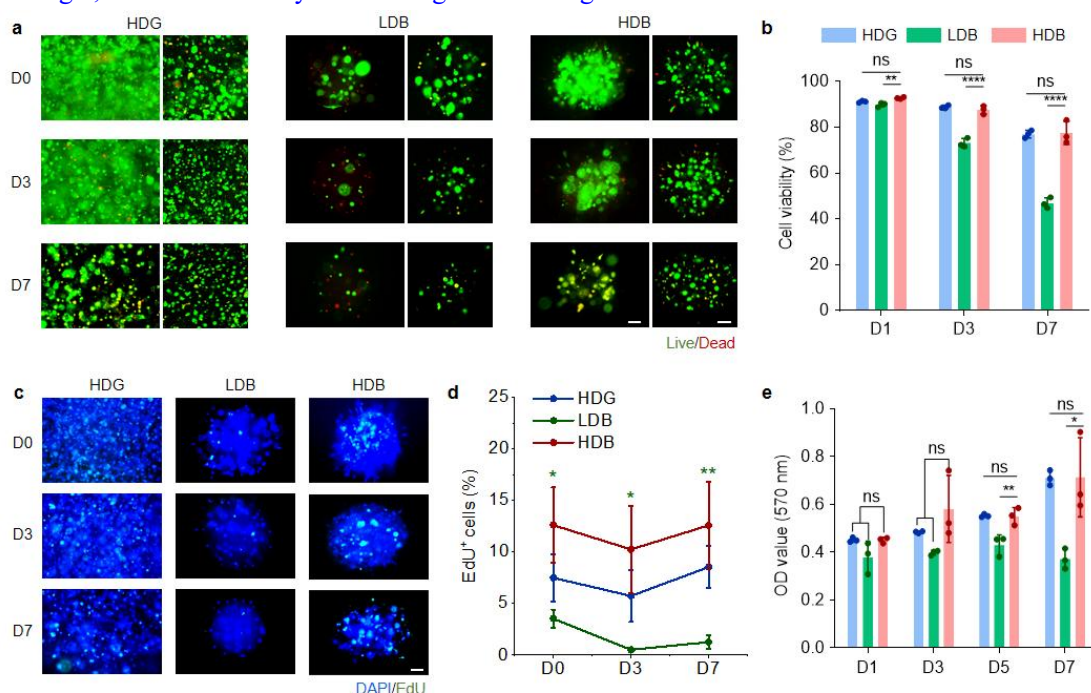 a
HDG
LDB
HDB
D0
D3
D7
Live/Dead
b
HDG
LDB
HDB
ns
**
ns
****
ns
****
Cell viability (%)
100
80
60
40
20
0
D1
D3
D7
c
HDG
LDB
HDB
D0
D3
D7
DAPI/EdU
d
HDG
LDB
HDB
EdU⁺ cells (%)
25
20
15
10
5
0
*
*
**
D0
D3
D7
e
OD value (570 nm)
1.0
0.8
0.6
0.4
0.2
0.0
ns
ns
ns
**
ns
*
D1
D3
D5
D7